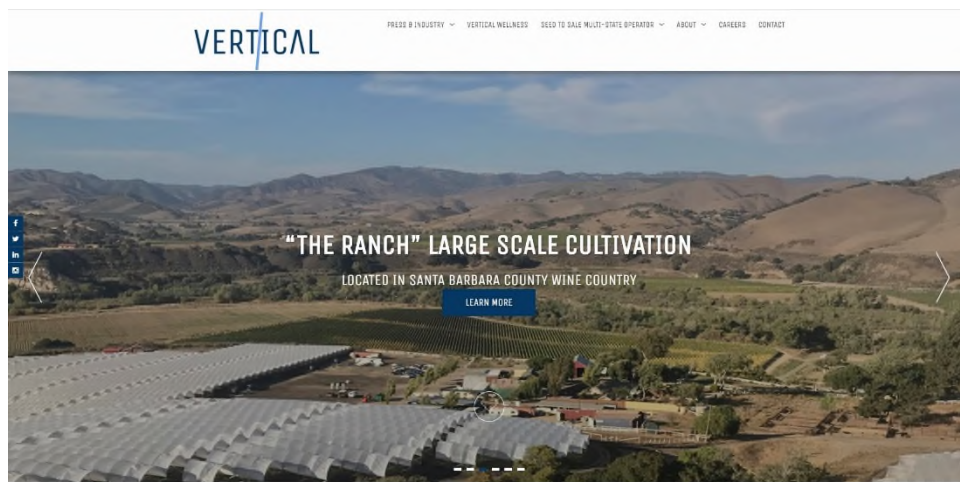 VERTICAL
PRESS & INDUSTRY VERTICAL WELLNESS SEED TO SALE MULTI-STATE OPERATOR ABOUT CAREERS CONTACT
“THE RANCH” LARGE SCALE CULTIVATION
LOCATED IN SANTA BARBARA COUNTY WINE COUNTRY
LEARN MORE